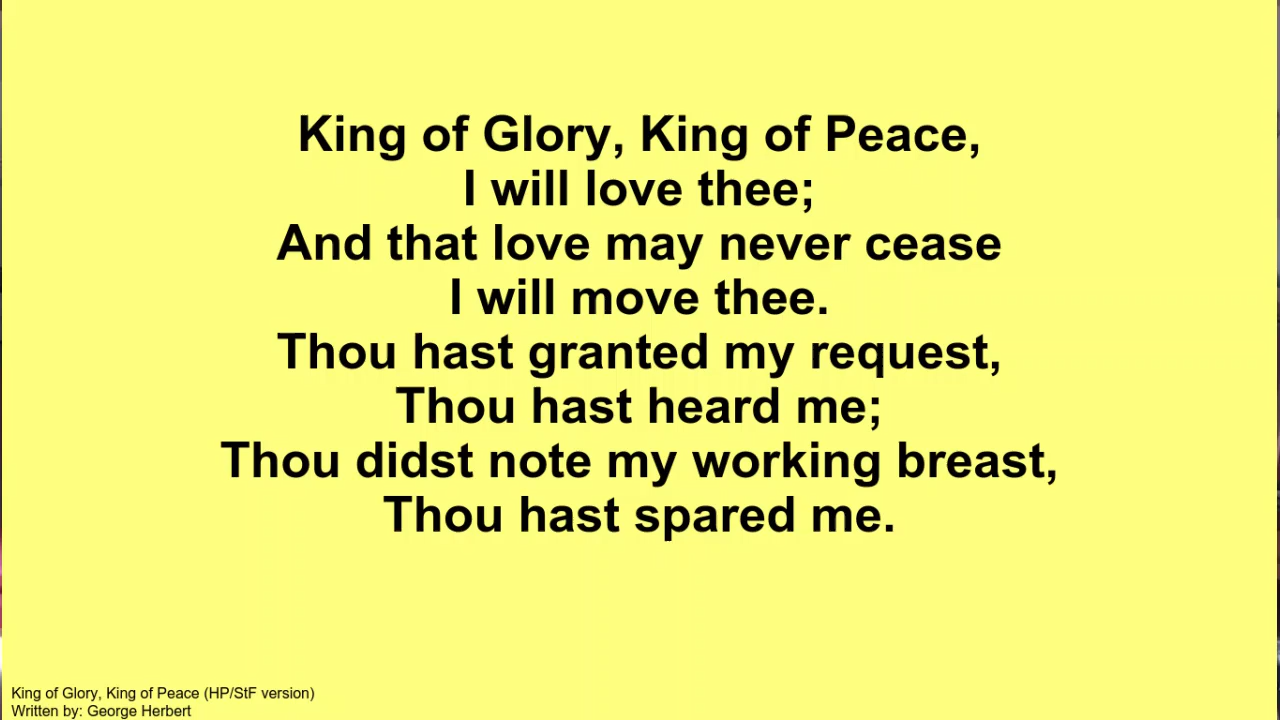 King of Glory, King of Peace,
I will love thee;
And that love may never cease
I will move thee.
Thou hast granted my request,
Thou hast heard me;
Thou didst note my working breast,
Thou hast spared me.
King of Glory, King of Peace (HP/StF version)
Written by: George Herbert